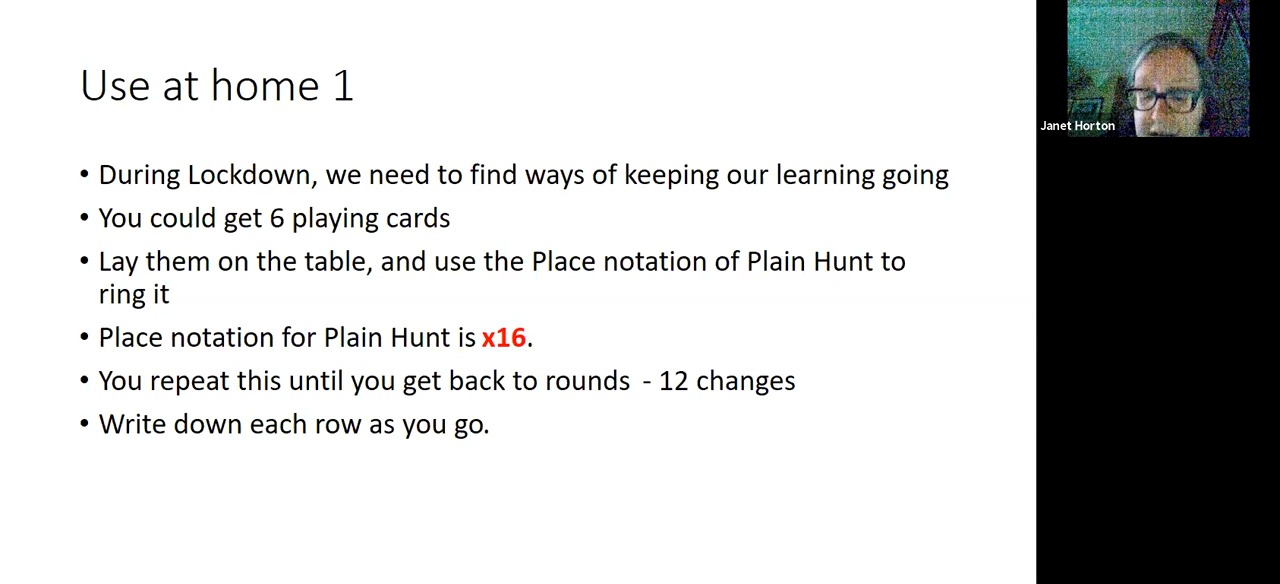 Use at home 1
• During Lockdown, we need to find ways of keeping our learning going
• You could get 6 playing cards
• Lay them on the table, and use the Place notation of Plain Hunt to
ring it
• Place notation for Plain Hunt is x16.
• You repeat this until you get back to rounds - 12 changes
• Write down each row as you go.
Janet Horton